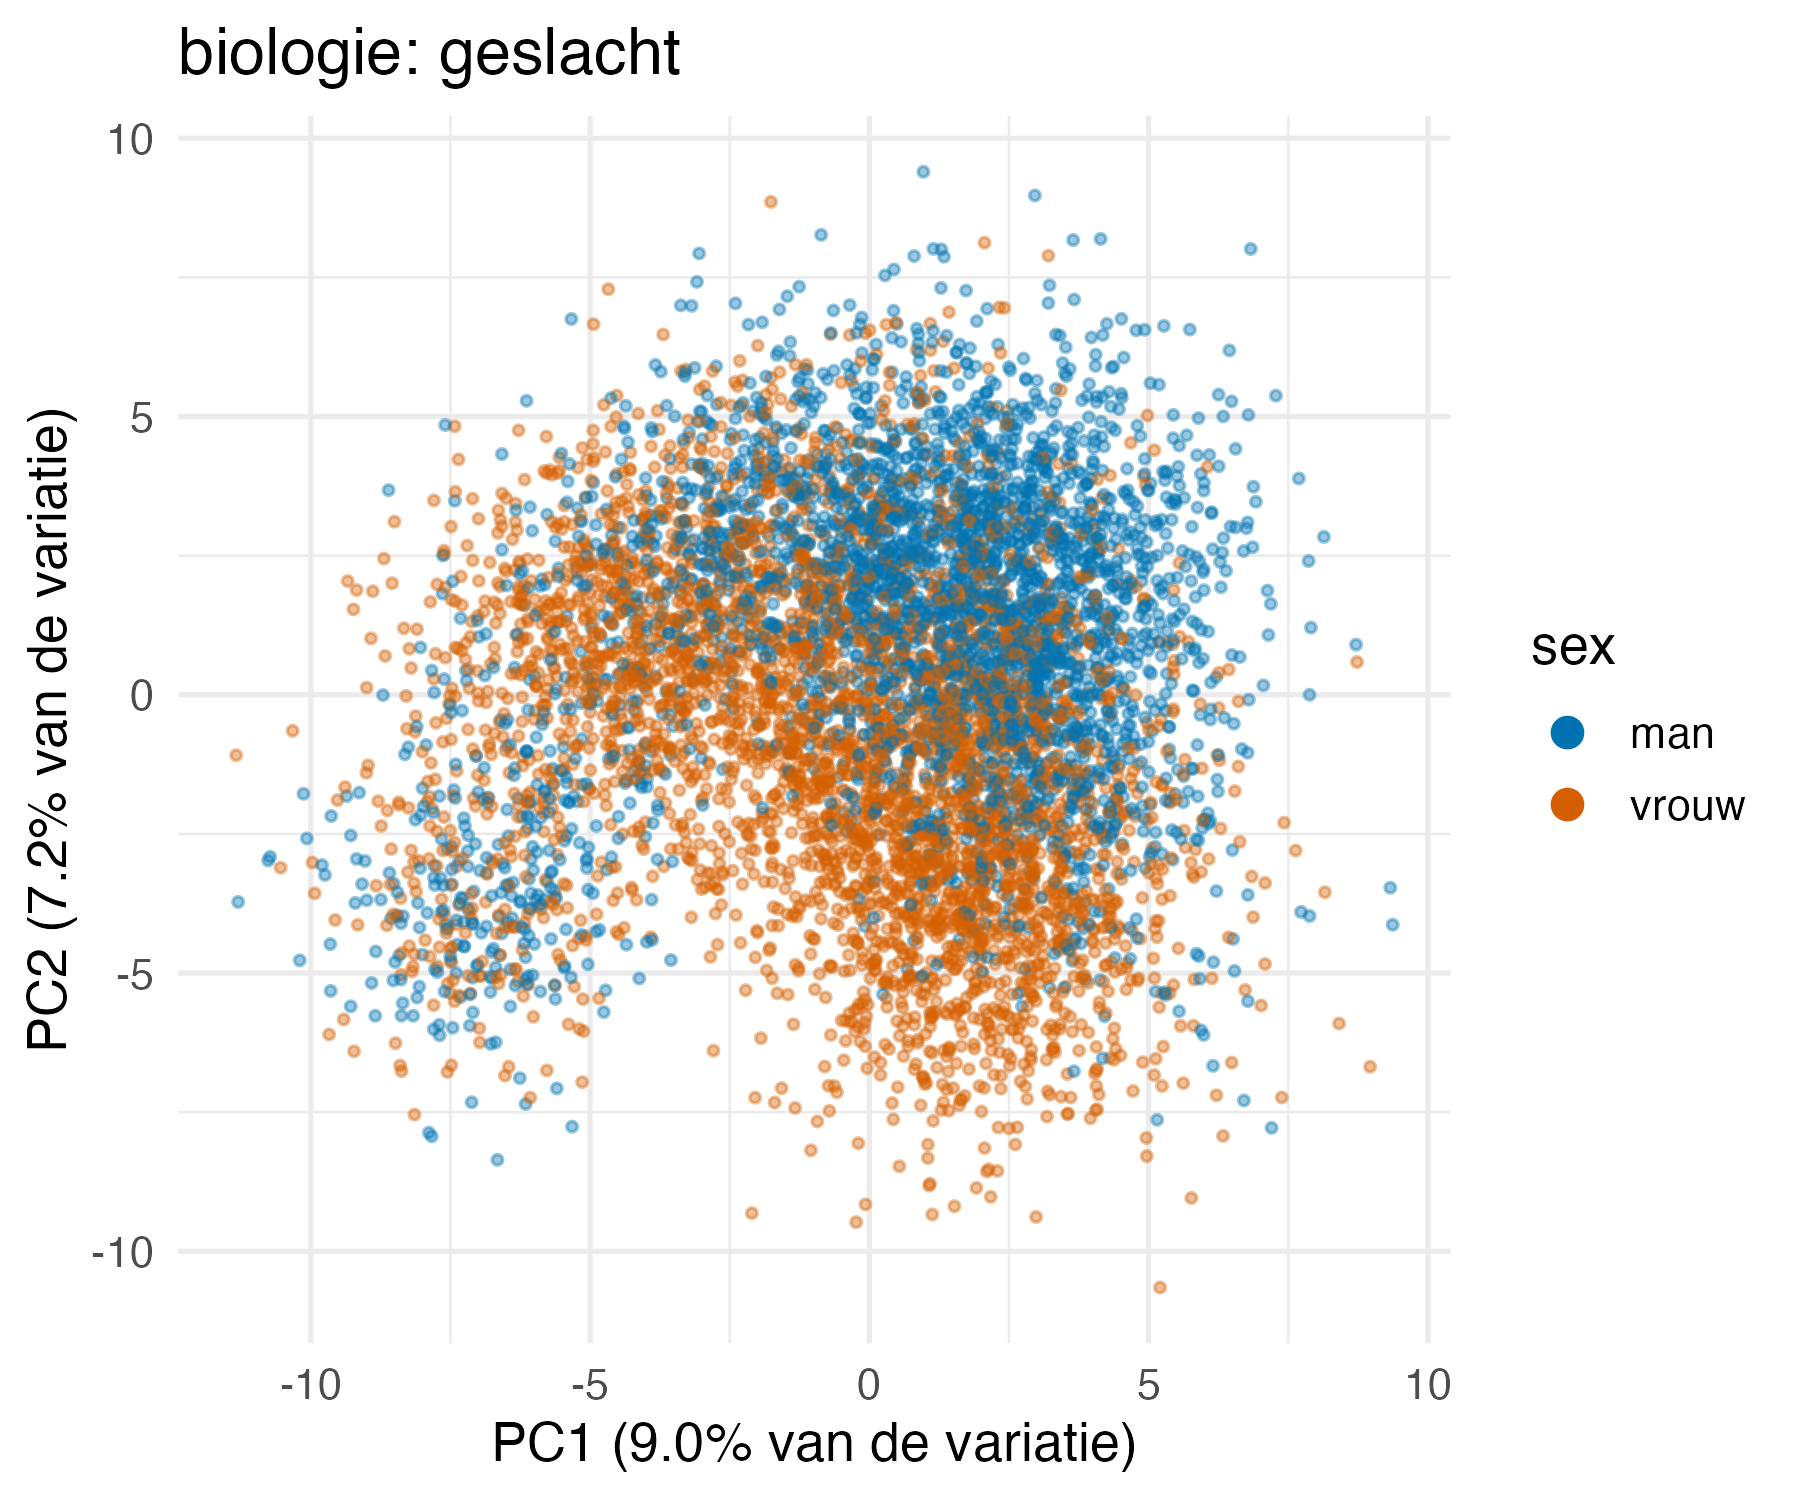 biologie: geslacht
10
5
0
-5
-10
PC2 (7.2% van de variatie)
-10
-5
0
5
10
PC1 (9.0% van de variatie)
sex
man
vrouw